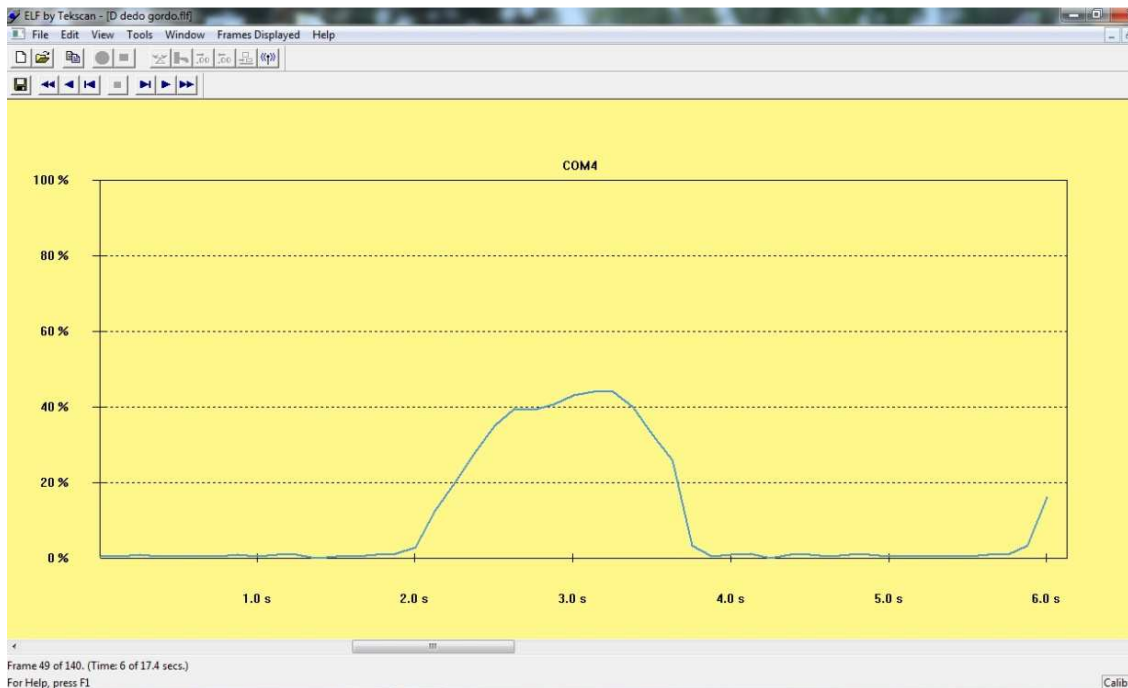 ELF by Tekscan - [D dedo gordo.flf]
File Edit View Tools Window Frames Displayed Help
COM4
100 %
80 %
60 %
40 %
20 %
0 %
1.0 s 2.0 s 3.0 s 4.0 s 5.0 s 6.0 s
Frame 49 of 140. (Time: 6 of 17.4 secs.)
For Help, press F1
Calib